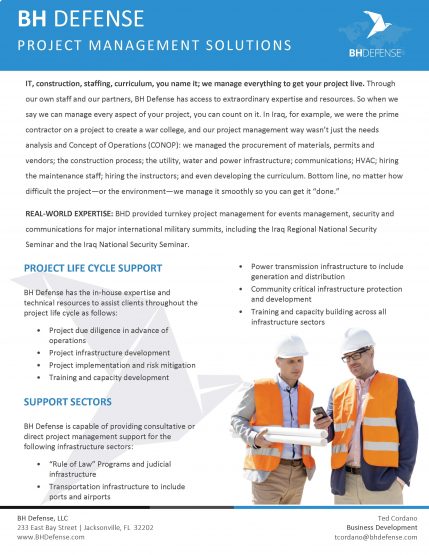 BH DEFENSE
PROJECT MANAGEMENT SOLUTIONS
BHDEFENSE
IT, construction, staffing, curriculum, you name it; we manage everything to get your project live. Through
our own staff and our partners, BH Defense has access to extraordinary expertise and resources. So when we
say we can manage every aspect of your project, you can count on it. In Iraq, for example, we were the prime
contractor on a project to create a war college, and our project management way wasn't just the needs
analysis and Concept of Operations (CONOP): we managed the procurement of materials, permits and
vendors; the construction process; the utility, water and power infrastructure; communications; HVAC; hiring
the maintenance staff; hiring the instructors; and even developing the curriculum. Bottom line, no matter how
difficult the project—or the environment—we manage it smoothly so you can get it "done."
REAL-WORLD EXPERTISE: BHD provided turnkey project management for events management, security and
communications for major international military summits, including the Iraq Regional National Security
Seminar and the Iraq National Security Seminar.
PROJECT LIFE CYCLE SUPPORT
BH Defense has the in-house expertise and
technical resources to assist clients throughout the
project life cycle as follows:
• Project due diligence in advance of
operations
• Project infrastructure development
• Project implementation and risk mitigation
• Training and capacity development
SUPPORT SECTORS
BH Defense is capable of providing consultative or
direct project management support for the
following infrastructure sectors:
• "Rule of Law" Programs and judicial
infrastructure
• Transportation infrastructure to include
ports and airports
• Power transmission infrastructure to include
generation and distribution
• Community critical infrastructure protection
and development
• Training and capacity building across all
infrastructure sectors
BH Defense, LLC
233 East Bay Street | Jacksonville, FL 32202
www.BHDefense.com
Ted Cordano
Business Development
tcordano@bhdefense.com